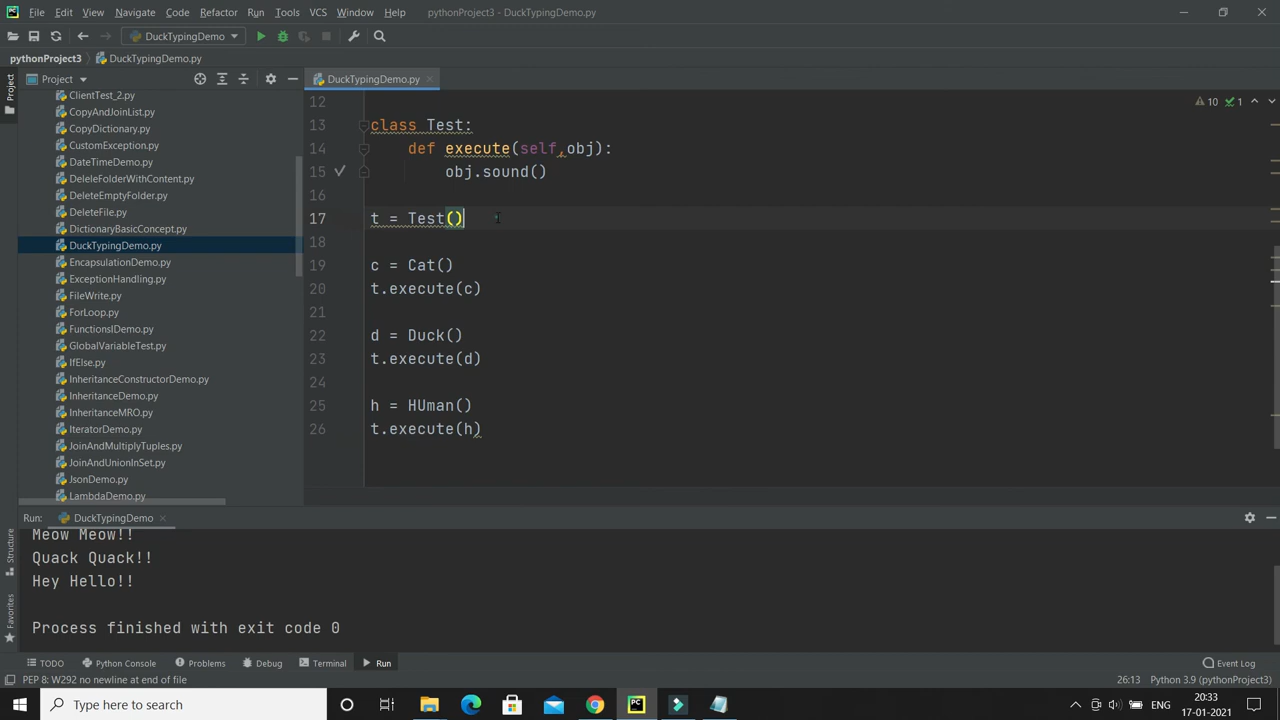 File Edit View Navigate Code Refactor Run Tools VCS Window Help pythonProject3 - DuckTypingDemo.py
DuckTypingDemo
pythonProject3 DuckTypingDemo.py
Project
Project
DuckTypingDemo.py
ClientTest_2.py
CopyAndJoinList.py
CopyDictionary.py
CustomException.py
DateTimeDemo.py
DeleleFolderWithContent.py
DeleteEmptyFolder.py
DeleteFile.py
DictionaryBasicConcept.py
DuckTypingDemo.py
EncapsulationDemo.py
ExceptionHandling.py
FileWrite.py
ForLoop.py
FunctionsIDemo.py
GlobalVariableTest.py
IfElse.py
InheritanceConstructorDemo.py
InheritanceDemo.py
InheritanceMRO.py
IteratorDemo.py
JoinAndMultiplyTuples.py
JoinAndUnionInSet.py
JsonDemo.py
LambdaDemo.py
10 1
12
13 class Test:
14 def execute(self,obj):
15 obj.sound()
16
17 t = Test()
18
19 c = Cat()
20 t.execute(c)
21
22 d = Duck()
23 t.execute(d)
24
25 h = HUman()
26 t.execute(h)
Run: DuckTypingDemo
Meow Meow!!
Quack Quack!!
Hey Hello!!
Process finished with exit code 0
Structure
Favorites
TODO Python Console Problems Debug Terminal Run Event Log
PEP 8: W292 no newline at end of file 26:13 Python 3.9 (pythonProject3)
Type here to search
PC
ENG
20:33
17-01-2021